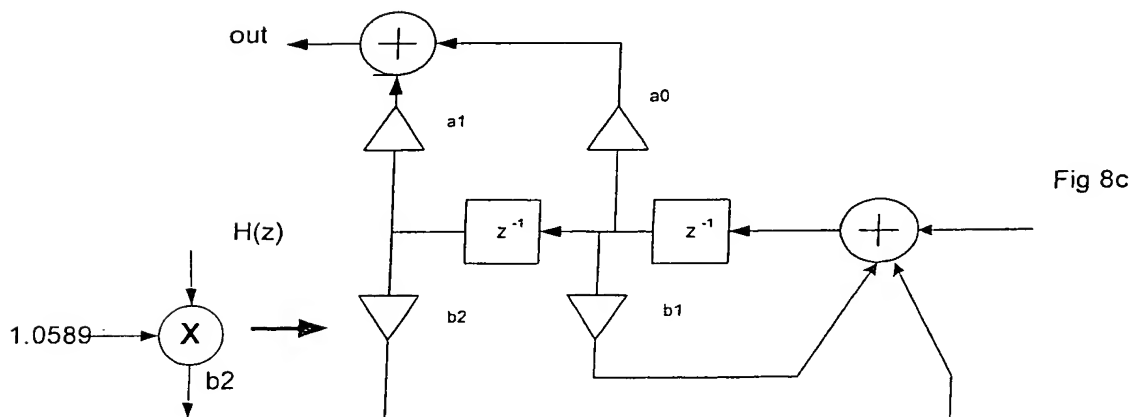 out
+
a1
a0
Fig 8c
H(z)
z⁻¹
z⁻¹
+
1.0589
X
b2
b2
b1